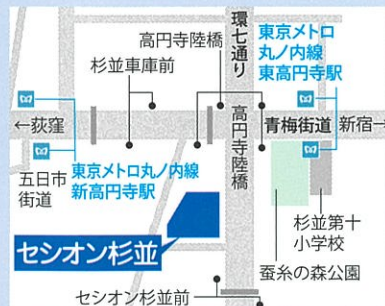 環七通り
高円寺陸橋
杉並車庫前
東京メトロ
丸ノ内線
東高円寺駅
←荻窪
高円寺陸橋
青梅街道
新宿→
五日市
街道
東京メトロ丸ノ内線
新高円寺駅
セシオン杉並
杉並第十
小学校
蚕糸の森公園
セシオン杉並前